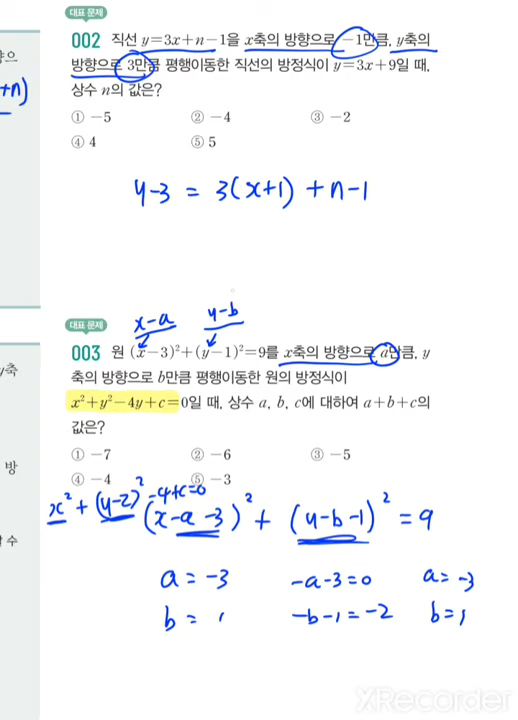 대표 문제
002 직선 y=3x+n-1을 x축의 방향으로 -1만큼, y축의
방향으로 3만큼 평행이동한 직선의 방정식이 y=3x+9일 때,
상수 n의 값은?
① -5 ② -4 ③ -2
④ 4 ⑤ 5
+n)
y-3 = 3(x+1) + n-1
대표 문제
x-a y-b
003 원 (x-3)²+(y-1)²=9를 x축의 방향으로 a만큼, y
축의 방향으로 b만큼 평행이동한 원의 방정식이
x²+y²-4y+c=0일 때, 상수 a, b, c에 대하여 a+b+c의
값은?
① -7 ② -6 ③ -5
④ -4 ⑤ -3
x² + (y-2)² -4+c=0
(x-a-3)² + (y-b-1)² = 9
a = -3 -a-3=0 a=-3
b = 1 -b-1=-2 b=1
y축
방
수
XRecorder